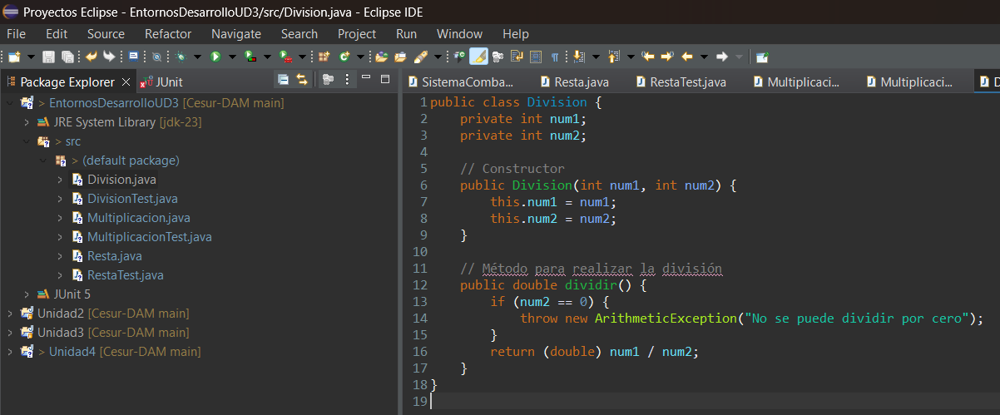 Proyectos Eclipse - EntornosDesarrolloUD3/src/Division.java - Eclipse IDE
File Edit Source Refactor Navigate Search Project Run Window Help
Package Explorer JUnit
SistemaComba... Resta.java RestaTest.java Multiplicaci... Multiplicaci...
> EntornosDesarrolloUD3 [Cesur-DAM main]
JRE System Library [jdk-23]
> src
> (default package)
Division.java
DivisionTest.java
Multiplicacion.java
MultiplicacionTest.java
Resta.java
RestaTest.java
JUnit 5
Unidad2 [Cesur-DAM main]
Unidad3 [Cesur-DAM main]
> Unidad4 [Cesur-DAM main]
1 public class Division {
2     private int num1;
3     private int num2;
4
5     // Constructor
6     public Division(int num1, int num2) {
7         this.num1 = num1;
8         this.num2 = num2;
9     }
10
11     // Método para realizar la división
12     public double dividir() {
13         if (num2 == 0) {
14             throw new ArithmeticException("No se puede dividir por cero");
15         }
16         return (double) num1 / num2;
17     }
18 }
19